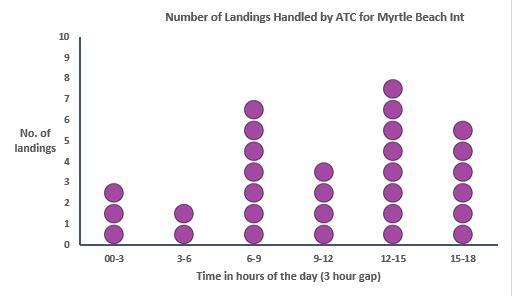 Number of Landings Handled by ATC for Myrtle Beach Int
10
9
8
7
6
5
4
3
2
1
0
No. of
landings
00-3 3-6 6-9 9-12 12-15 15-18
Time in hours of the day (3 hour gap)